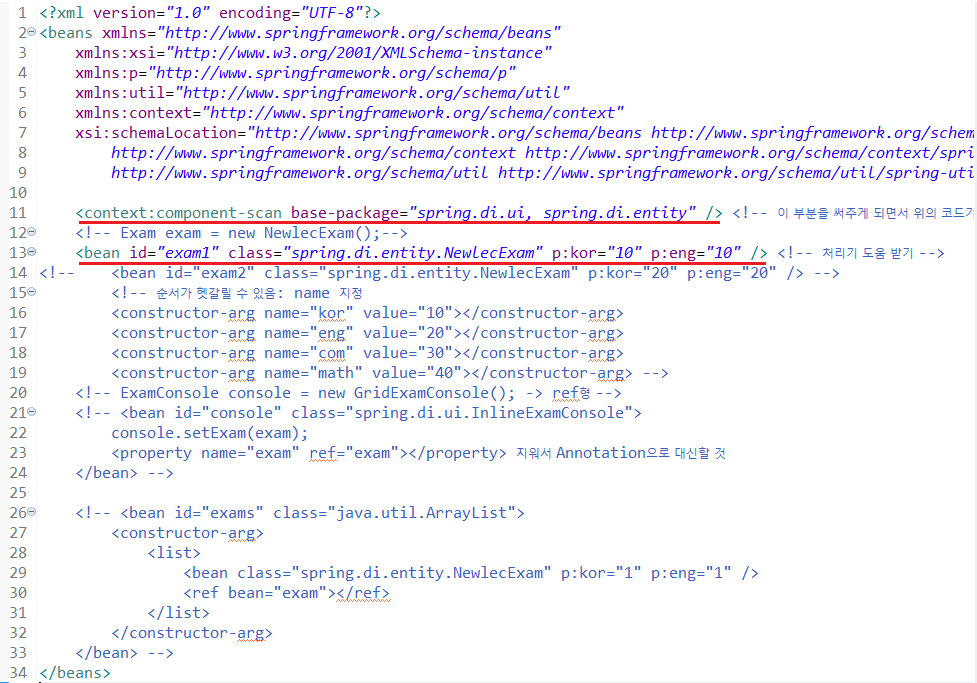 1 <?xml version="1.0" encoding="UTF-8"?>
2 <beans xmlns="http://www.springframework.org/schema/beans"
3 xmlns:xsi="http://www.w3.org/2001/XMLSchema-instance"
4 xmlns:p="http://www.springframework.org/schema/p"
5 xmlns:util="http://www.springframework.org/schema/util"
6 xmlns:context="http://www.springframework.org/schema/context"
7 xsi:schemaLocation="http://www.springframework.org/schema/beans http://www.springframework.org/schem
8 http://www.springframework.org/schema/context http://www.springframework.org/schema/context/spri
9 http://www.springframework.org/schema/util http://www.springframework.org/schema/util/spring-uti
10
11 <context:component-scan base-package="spring.di.ui, spring.di.entity" /> <!-- 이 부분을 써주게 되면서 위의 코드가
12 <!-- Exam exam = new NewlecExam();-->
13 <bean id="exam1" class="spring.di.entity.NewlecExam" p:kor="10" p:eng="10" /> <!-- 처리기 도움 받기 -->
14 <!-- <bean id="exam2" class="spring.di.entity.NewlecExam" p:kor="20" p:eng="20" /> -->
15 <!-- 순서가 헷갈릴 수 있음: name 지정
16 <constructor-arg name="kor" value="10"></constructor-arg>
17 <constructor-arg name="eng" value="20"></constructor-arg>
18 <constructor-arg name="com" value="30"></constructor-arg>
19 <constructor-arg name="math" value="40"></constructor-arg> -->
20 <!-- ExamConsole console = new GridExamConsole(); -> ref형 -->
21 <!-- <bean id="console" class="spring.di.ui.InlineExamConsole">
22 console.setExam(exam);
23 <property name="exam" ref="exam"></property> 지워서 Annotation으로 대신할 것
24 </bean> -->
25
26 <!-- <bean id="exams" class="java.util.ArrayList">
27 <constructor-arg>
28 <list>
29 <bean class="spring.di.entity.NewlecExam" p:kor="1" p:eng="1" />
30 <ref bean="exam"></ref>
31 </list>
32 </constructor-arg>
33 </bean> -->
34 </beans>